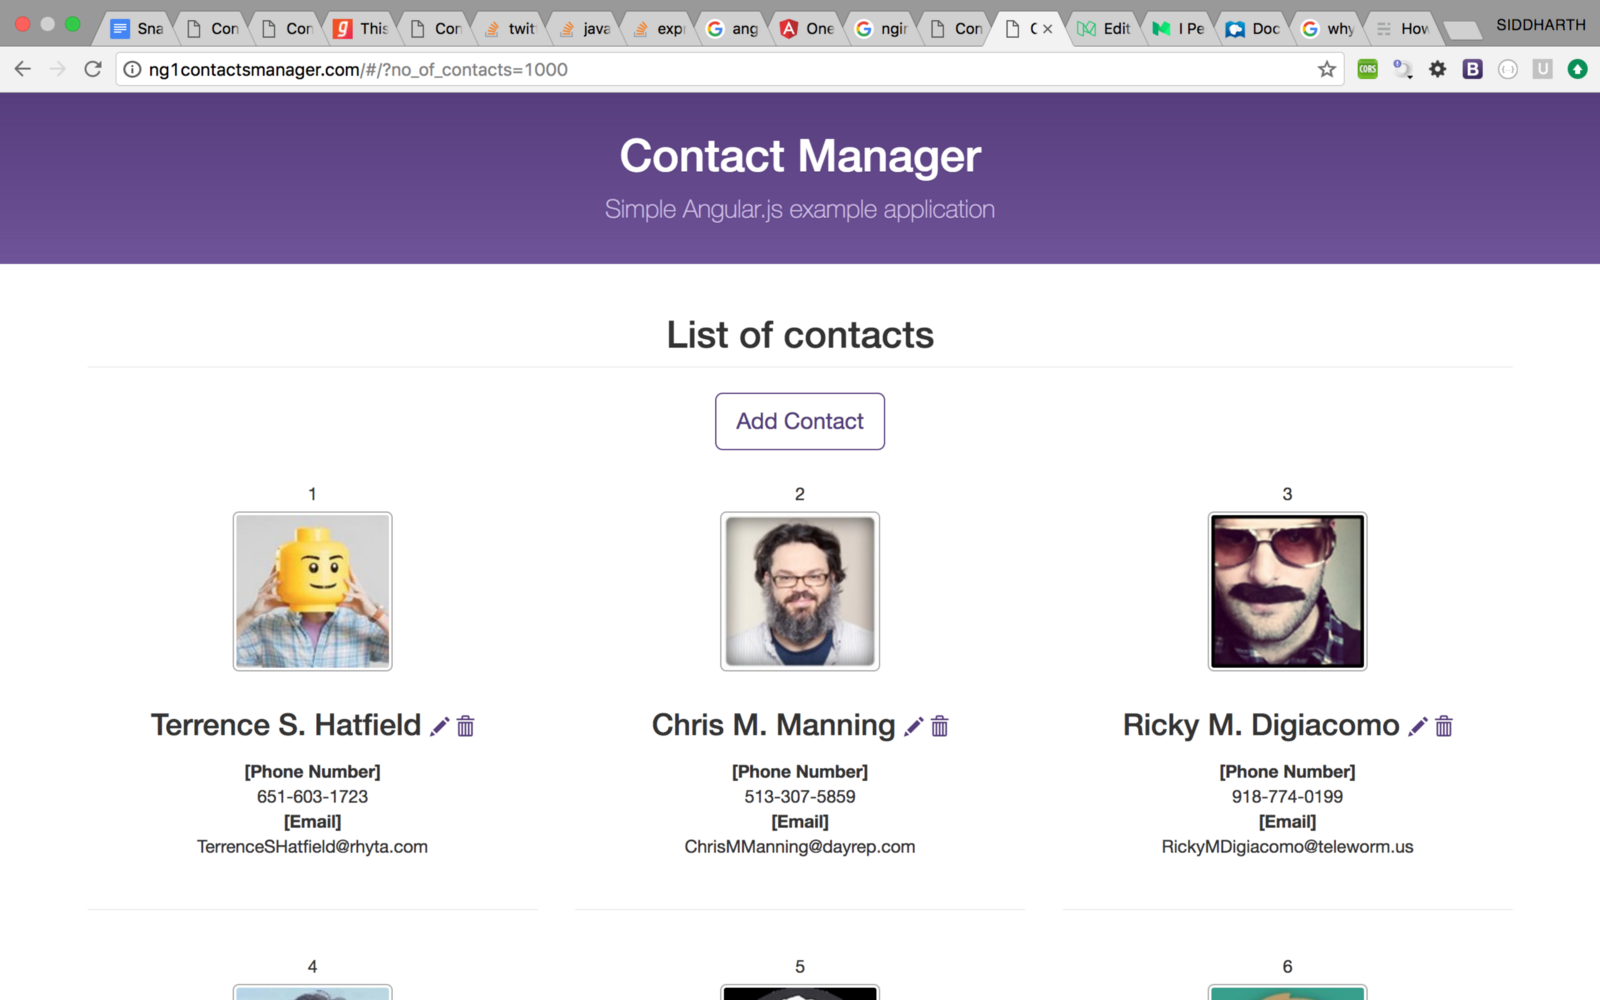 Sna
Con
Con
This
Con
twit
java
expr
ang
One
ngin
Con
C
Edit
I Pe
Doc
why
How
SIDDHARTH
ng1contactsmanager.com/#/?no_of_contacts=1000
CORS
B
U
Contact Manager
Simple Angular.js example application
List of contacts
Add Contact
1
2
3
Terrence S. Hatfield
Chris M. Manning
Ricky M. Digiacomo
[Phone Number]
[Phone Number]
[Phone Number]
651-603-1723
513-307-5859
918-774-0199
[Email]
[Email]
[Email]
TerrenceSHatfield@rhyta.com
ChrisMManning@dayrep.com
RickyMDigiacomo@teleworm.us
4
5
6